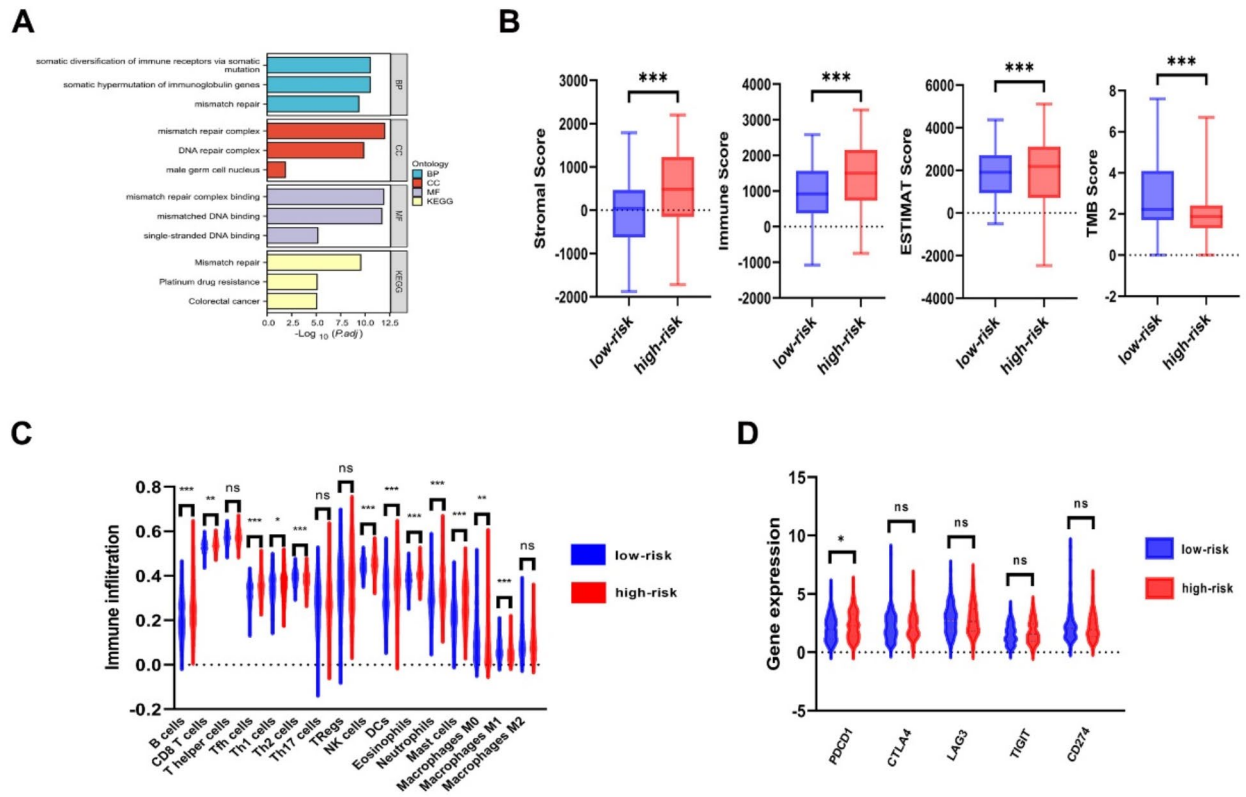 A
somatic diversification of immune receptors via somatic
mutation
somatic hypermutation of immunoglobulin genes
mismatch repair
BP
mismatch repair complex
DNA repair complex
male germ cell nucleus
CC
mismatch repair complex binding
mismatched DNA binding
single-stranded DNA binding
MF
Mismatch repair
Platinum drug resistance
Colorectal cancer
KEGG
0.0 2.5 5.0 7.5 10.0 12.5
-Log 10 (P.adj)
Ontology
BP
CC
MF
KEGG
B
Stromal Score
3000
2000
1000
0
-1000
-2000
***
low-risk
high-risk
Immune Score
4000
3000
2000
1000
0
-1000
-2000
***
low-risk
high-risk
ESTIMAT Score
6000
4000
2000
0
-2000
-4000
***
low-risk
high-risk
TMB Score
8
6
4
2
0
-2
***
low-risk
high-risk
C
Immune infiltration
0.8
0.6
0.4
0.2
0.0
-0.2
*** ** ns *** * *** ns ns *** *** *** *** *** ** *** ns
B cells
CD8 T cells
T helper cells
Tfh cells
Th1 cells
Th2 cells
Th17 cells
TRegs
NK cells
DCs
Eosinophils
Neutrophils
Mast cells
Macrophages M0
Macrophages M1
Macrophages M2
low-risk
high-risk
D
Gene expression
15
10
5
0
-5
* ns ns ns ns
PDCD1
CTLA4
LAG3
TIGIT
CD274
low-risk
high-risk